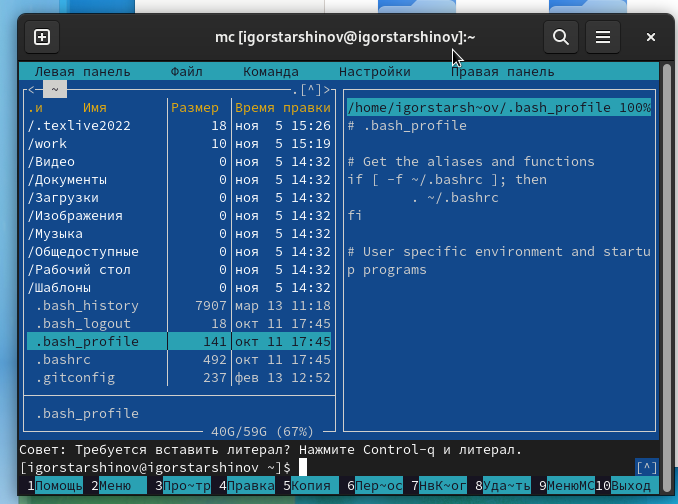 mc [igorstarshinov@igorstarshinov]:~
Левая панель Файл Команда Настройки Правая панель
<- ~ .[^]>
.и Имя Размер Время правки
/.texlive2022 18 ноя 5 15:26
/work 10 ноя 5 15:19
/Видео 0 ноя 5 14:32
/Документы 0 ноя 5 14:32
/Загрузки 0 ноя 5 14:32
/Изображения 0 ноя 5 14:32
/Музыка 0 ноя 5 14:32
/Общедоступные 0 ноя 5 14:32
/Рабочий стол 0 ноя 5 14:32
/Шаблоны 0 ноя 5 14:32
.bash_history 7907 мар 13 11:18
.bash_logout 18 окт 11 17:45
.bash_profile 141 окт 11 17:45
.bashrc 492 окт 11 17:45
.gitconfig 237 фев 13 12:52
.bash_profile
40G/59G (67%)
/home/igorstarsh~ov/.bash_profile 100%
# .bash_profile
# Get the aliases and functions
if [ -f ~/.bashrc ]; then
. ~/.bashrc
fi
# User specific environment and startu
p programs
Совет: Требуется вставить литерал? Нажмите Control-q и литерал.
[igorstarshinov@igorstarshinov ~]$ [^]
1Помощь 2Меню 3Про~тр 4Правка 5Копия 6Пер~ос 7НвК~ог 8Уда~ть 9МенюMC 10Выход